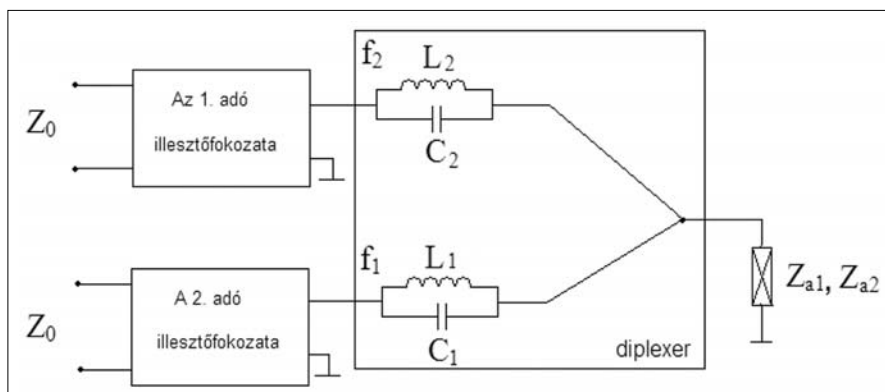 f₂
L₂
Az 1. adó
illesztőfokozata
Z₀
C₂
f₁
L₁
A 2. adó
illesztőfokozata
Z₀
C₁
Zₐ₁, Zₐ₂
diplexer